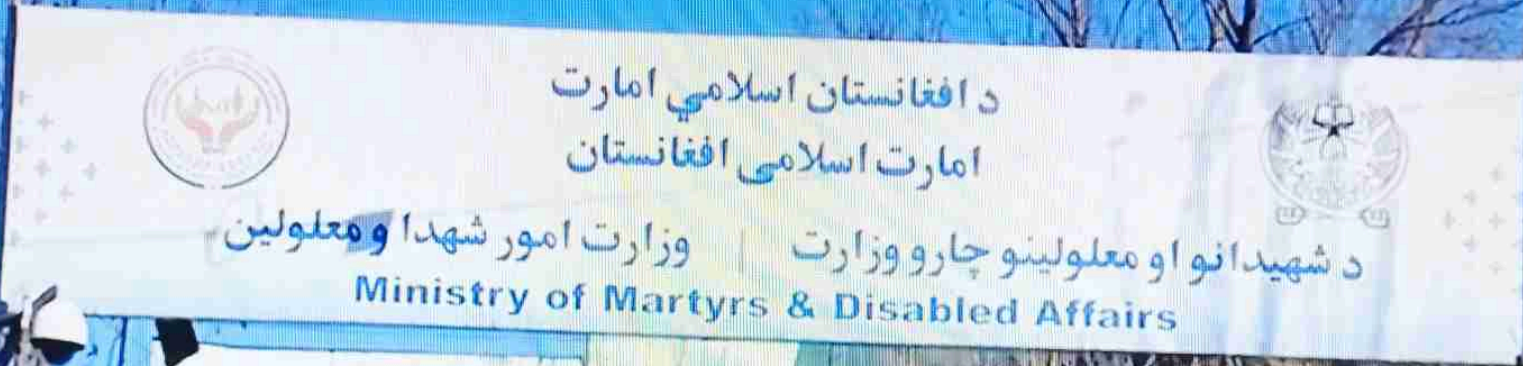 د افغانستان اسلامي امارت
امارت اسلامی افغانستان
د شهیدانو او معلولینو چارو وزارت | وزارت امور شهدا و معلولین
Ministry of Martyrs & Disabled Affairs